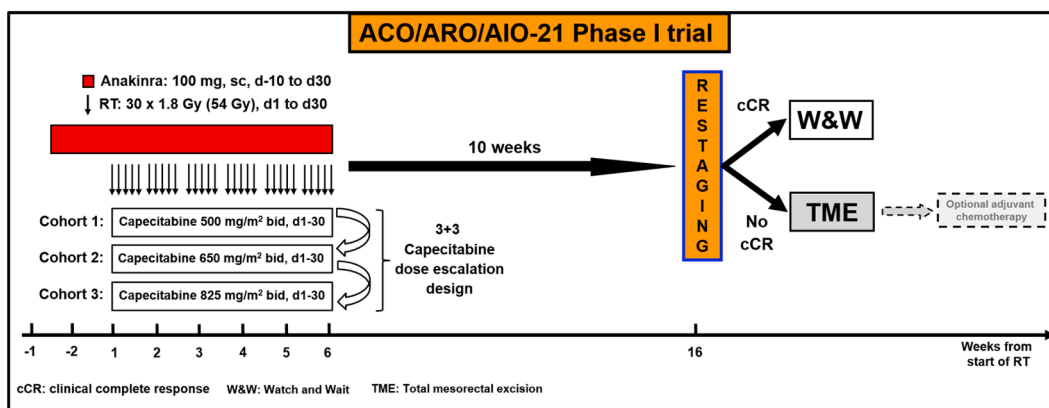 ACO/ARO/AIO-21 Phase I trial
Anakinra: 100 mg, sc, d-10 to d30
RT: 30 x 1.8 Gy (54 Gy), d1 to d30
10 weeks
RESTAGING
cCR
W&W
No
cCR
TME
Optional adjuvant
chemotherapy
Cohort 1:
Capecitabine 500 mg/m² bid, d1-30
Cohort 2:
Capecitabine 650 mg/m² bid, d1-30
Cohort 3:
Capecitabine 825 mg/m² bid, d1-30
3+3
Capecitabine
dose escalation
design
-1 -2 1 2 3 4 5 6 16
Weeks from
start of RT
cCR: clinical complete response W&W: Watch and Wait TME: Total mesorectal excision